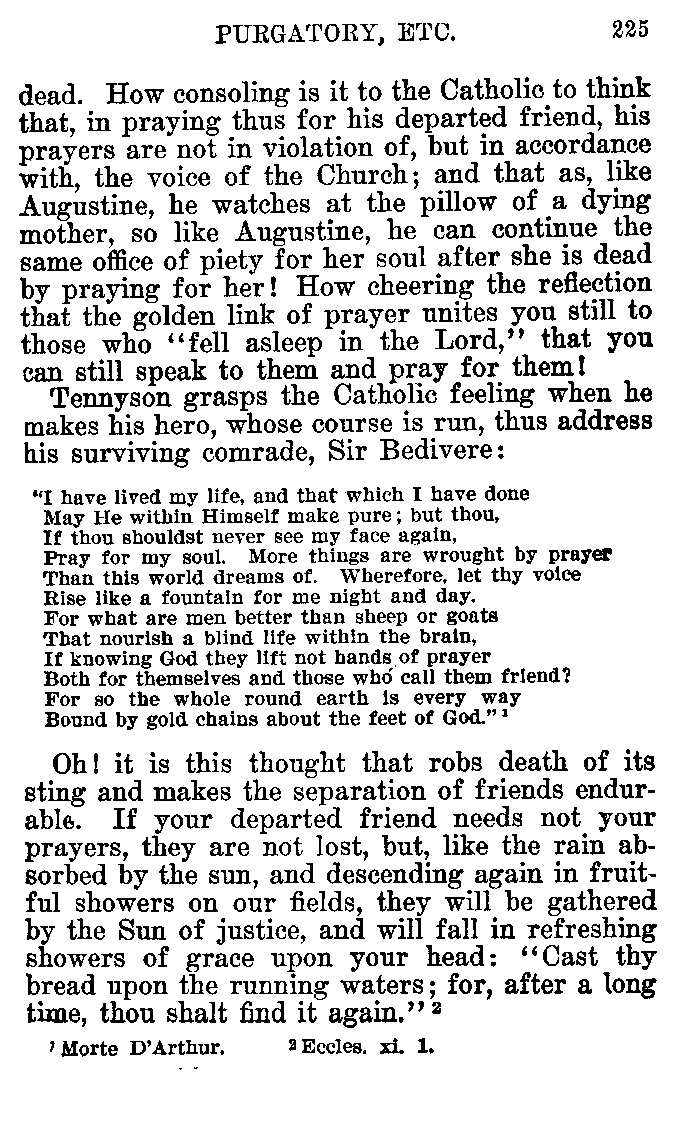 PURGATORY, ETC. 225
dead. How consoling is it to the Catholic to think
that, in praying thus for his departed friend, his
prayers are not in violation of, but in accordance
with, the voice of the Church; and that as, like
Augustine, he watches at the pillow of a dying
mother, so like Augustine, he can continue the
same office of piety for her soul after she is dead
by praying for her! How cheering the reflection
that the golden link of prayer unites you still to
those who "fell asleep in the Lord," that you
can still speak to them and pray for them!
Tennyson grasps the Catholic feeling when he
makes his hero, whose course is run, thus address
his surviving comrade, Sir Bedivere:
"I have lived my life, and that which I have done
May He within Himself make pure; but thou,
If thou shouldst never see my face again,
Pray for my soul. More things are wrought by prayer
Than this world dreams of. Wherefore, let thy voice
Rise like a fountain for me night and day.
For what are men better than sheep or goats
That nourish a blind life within the brain,
If knowing God they lift not hands of prayer
Both for themselves and those who call them friend?
For so the whole round earth is every way
Bound by gold chains about the feet of God." 1
Oh! it is this thought that robs death of its
sting and makes the separation of friends endur-
able. If your departed friend needs not your
prayers, they are not lost, but, like the rain ab-
sorbed by the sun, and descending again in fruit-
ful showers on our fields, they will be gathered
by the Sun of justice, and will fall in refreshing
showers of grace upon your head: "Cast thy
bread upon the running waters; for, after a long
time, thou shalt find it again." 2
1 Morte D'Arthur. 2 Eccles. xi. 1.